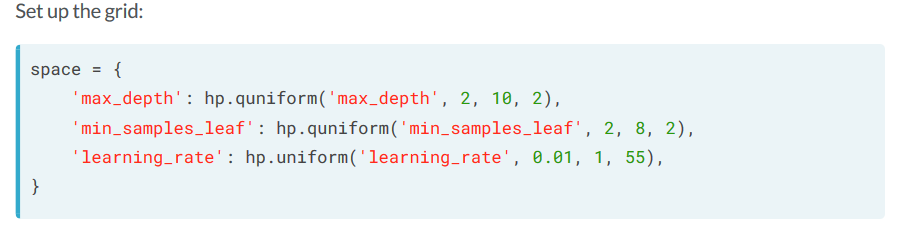 Set up the grid:
space = {
    'max_depth': hp.quniform('max_depth', 2, 10, 2),
    'min_samples_leaf': hp.quniform('min_samples_leaf', 2, 8, 2),
    'learning_rate': hp.uniform('learning_rate', 0.01, 1, 55),
}